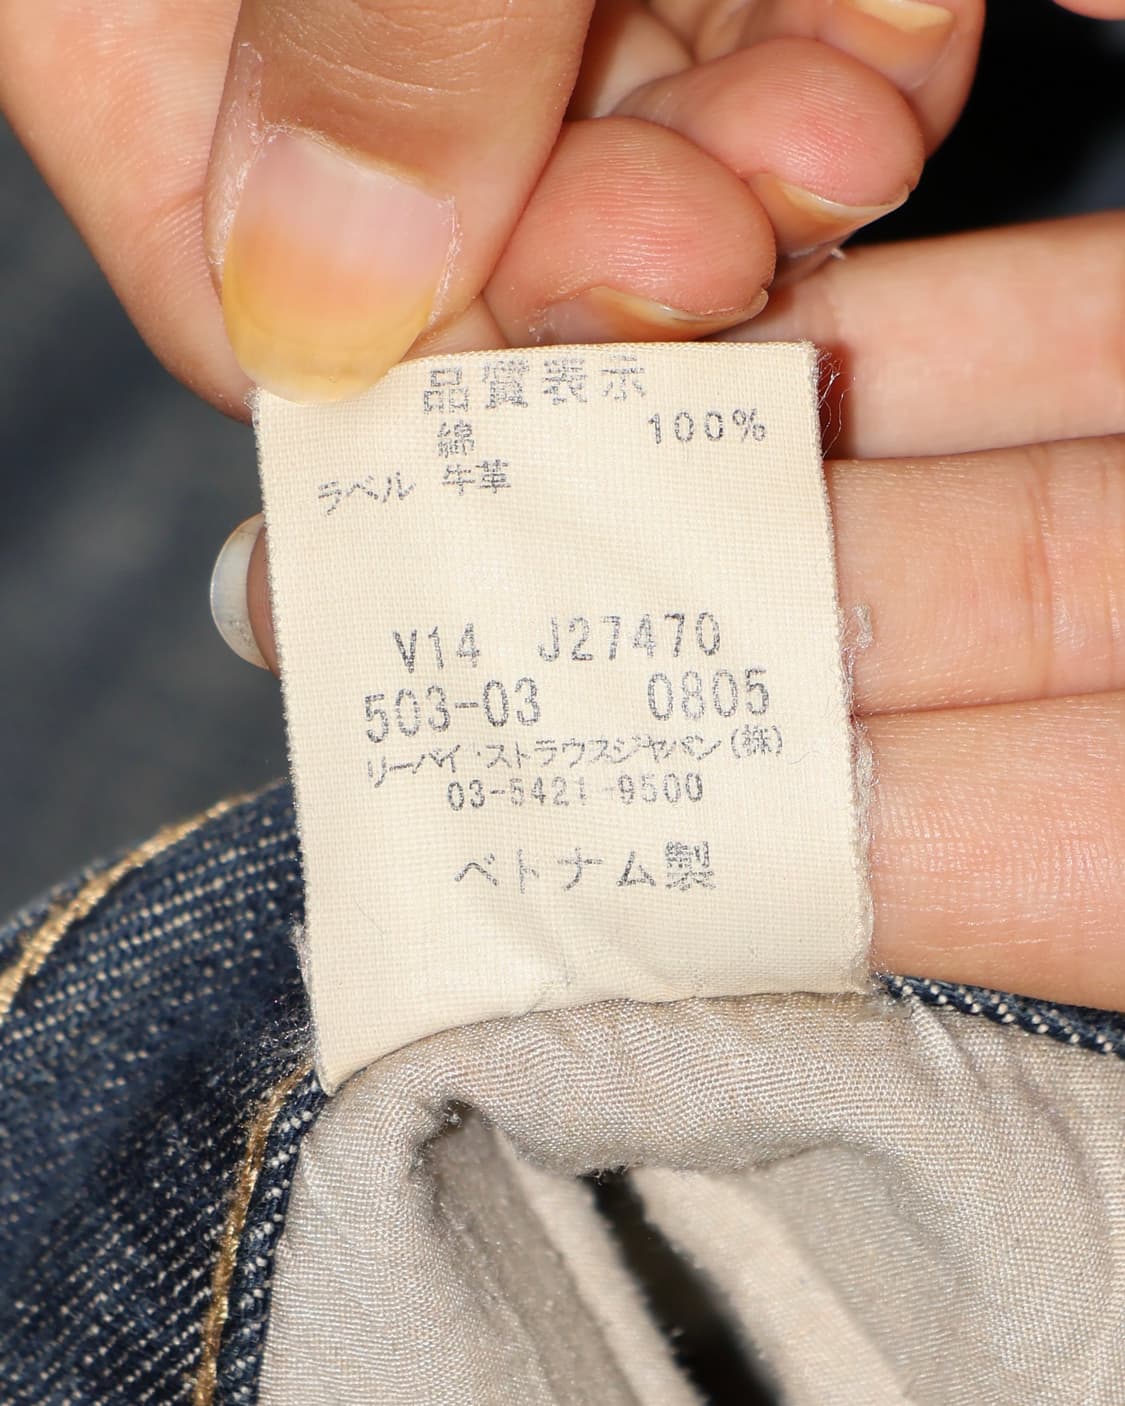 品質表示
綿 100%
ラベル 牛革
V14 J27470
503-03 0805
リーバイ・ストラウスジャパン(株)
03-5421-9500
ベトナム製